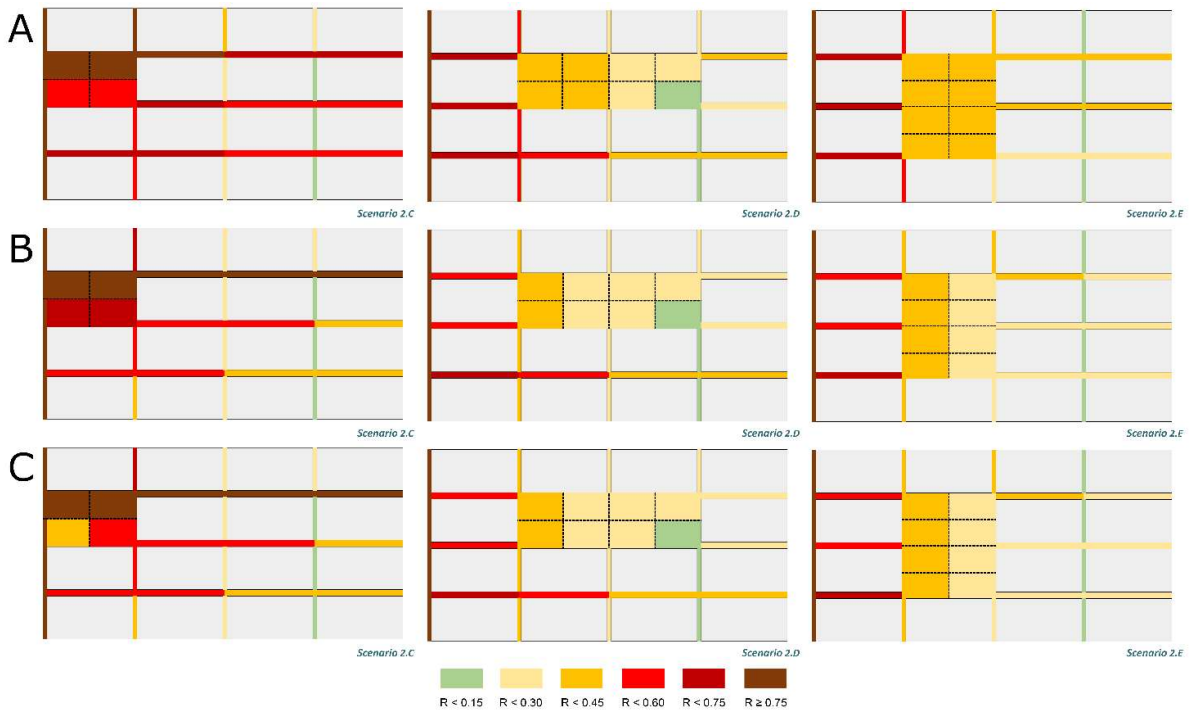 A
Scenario 2.C
Scenario 2.D
Scenario 2.E
B
Scenario 2.C
Scenario 2.D
Scenario 2.E
C
Scenario 2.C
Scenario 2.D
Scenario 2.E
R < 0.15
R < 0.30
R < 0.45
R < 0.60
R < 0.75
R ≥ 0.75